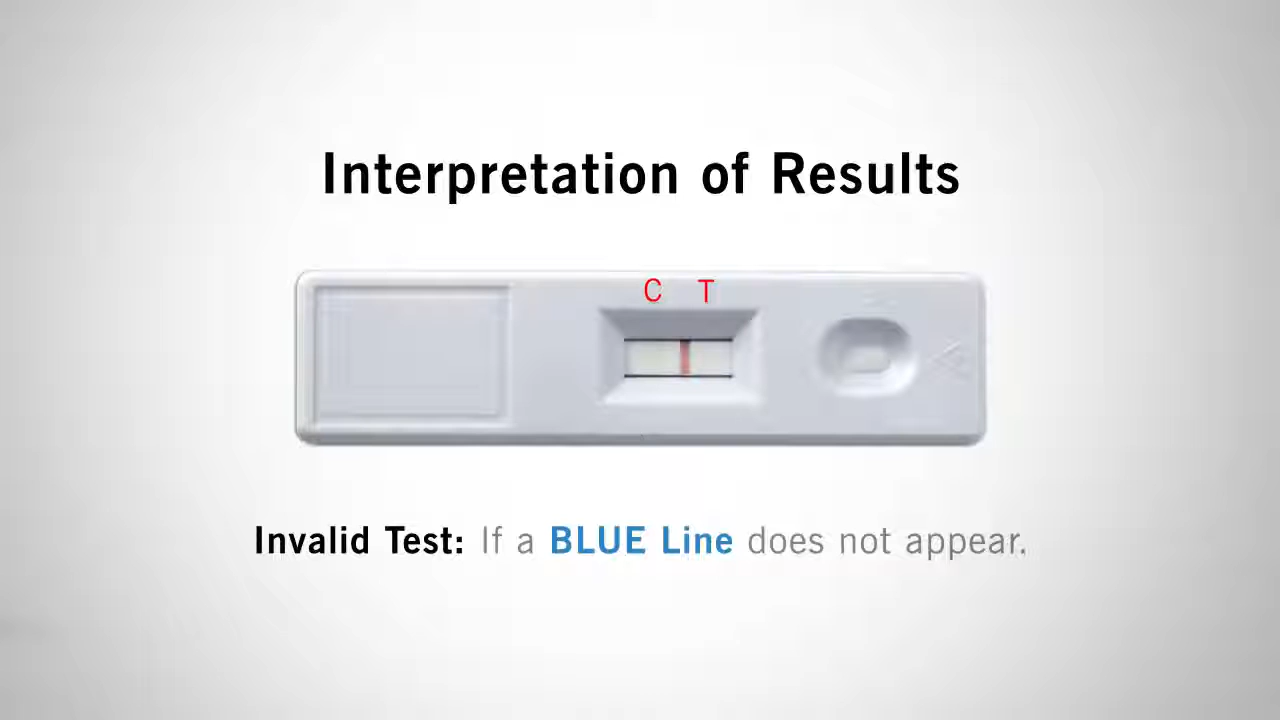 Interpretation of Results
C T
Invalid Test: If a BLUE Line does not appear.